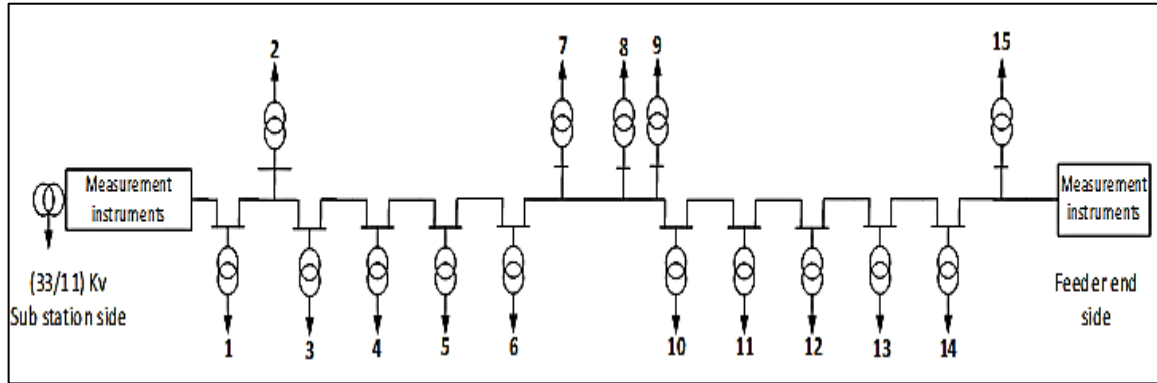 2
7
8
9
15
Measurement
instruments
Measurement
instruments
(33/11) Kv
Sub station side
Feeder end
side
1
3
4
5
6
10
11
12
13
14